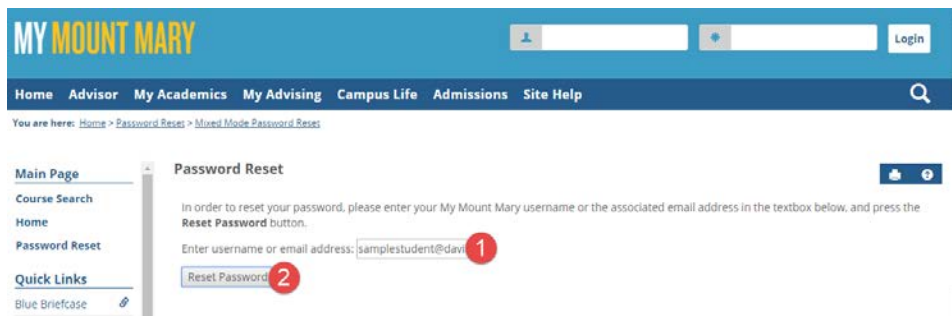 MY MOUNT MARY
Login
Home Advisor My Academics My Advising Campus Life Admissions Site Help
You are here: Home > Password Reset > Mixed Mode Password Reset
Main Page
Course Search
Home
Password Reset
Quick Links
Blue Briefcase
Password Reset
In order to reset your password, please enter your My Mount Mary username or the associated email address in the textbox below, and press the
Reset Password button.
Enter username or email address: samplestudent@davi 1
Reset Password 2